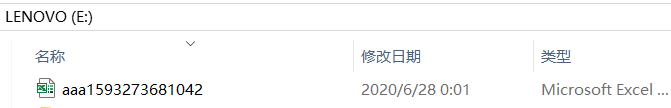 LENOVO (E:)
名称 修改日期 类型
aaa1593273681042 2020/6/28 0:01 Microsoft Excel ...